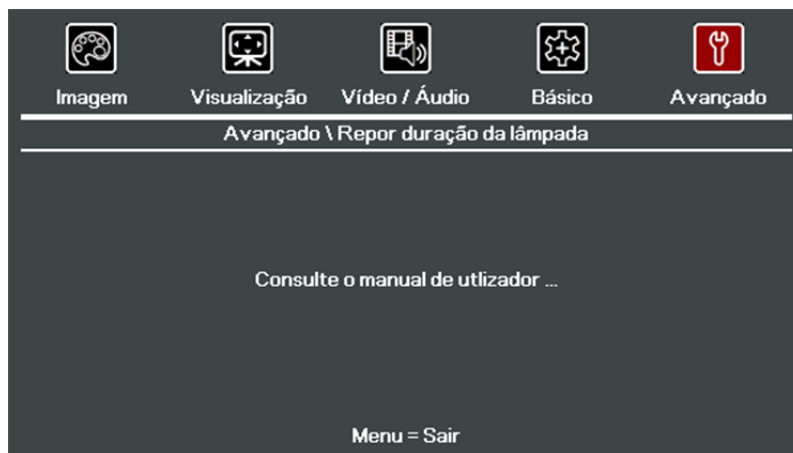 Imagem
Visualização
Vídeo / Áudio
Básico
Avançado
Avançado \ Repor duração da lâmpada
Consulte o manual de utlizador ...
Menu = Sair